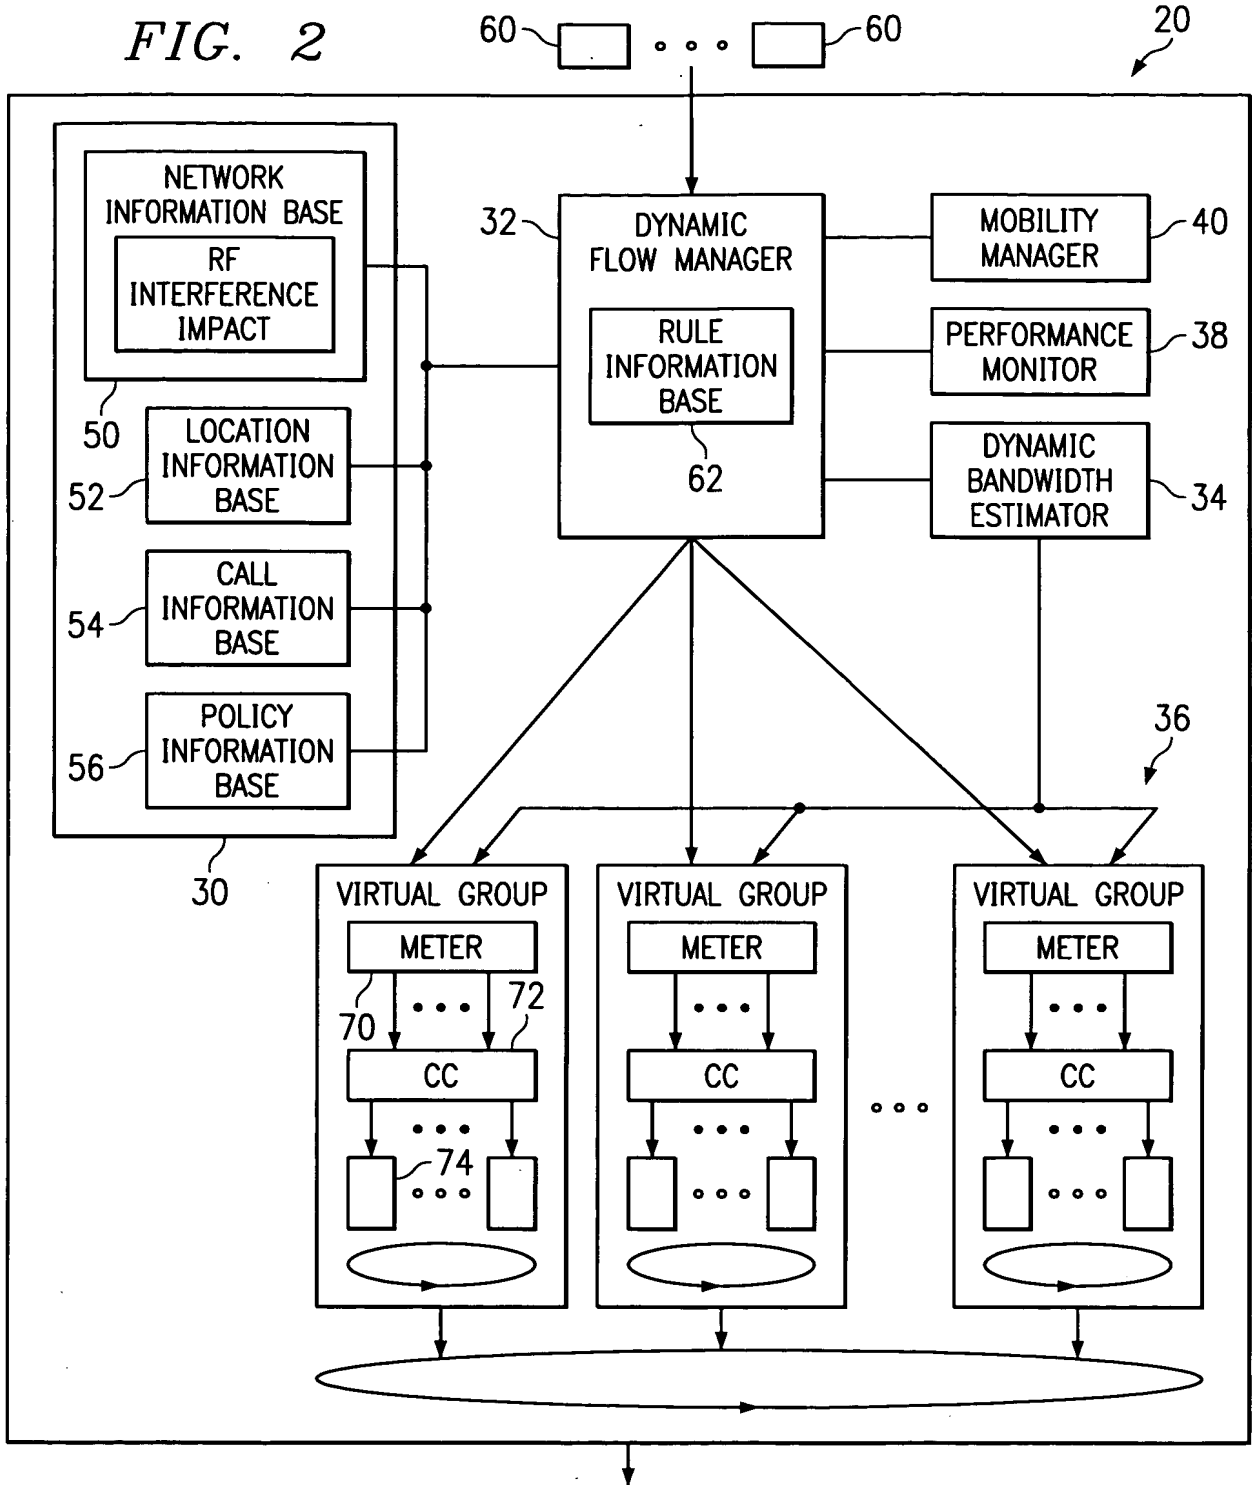 FIG. 2
60
60
20
NETWORK
INFORMATION BASE
RF
INTERFERENCE
IMPACT
50
LOCATION
INFORMATION
BASE
52
CALL
INFORMATION
BASE
54
POLICY
INFORMATION
BASE
56
30
32
DYNAMIC
FLOW MANAGER
RULE
INFORMATION
BASE
62
MOBILITY
MANAGER
40
PERFORMANCE
MONITOR
38
DYNAMIC
BANDWIDTH
ESTIMATOR
34
36
VIRTUAL GROUP
METER
70
72
CC
74
VIRTUAL GROUP
METER
CC
VIRTUAL GROUP
METER
CC